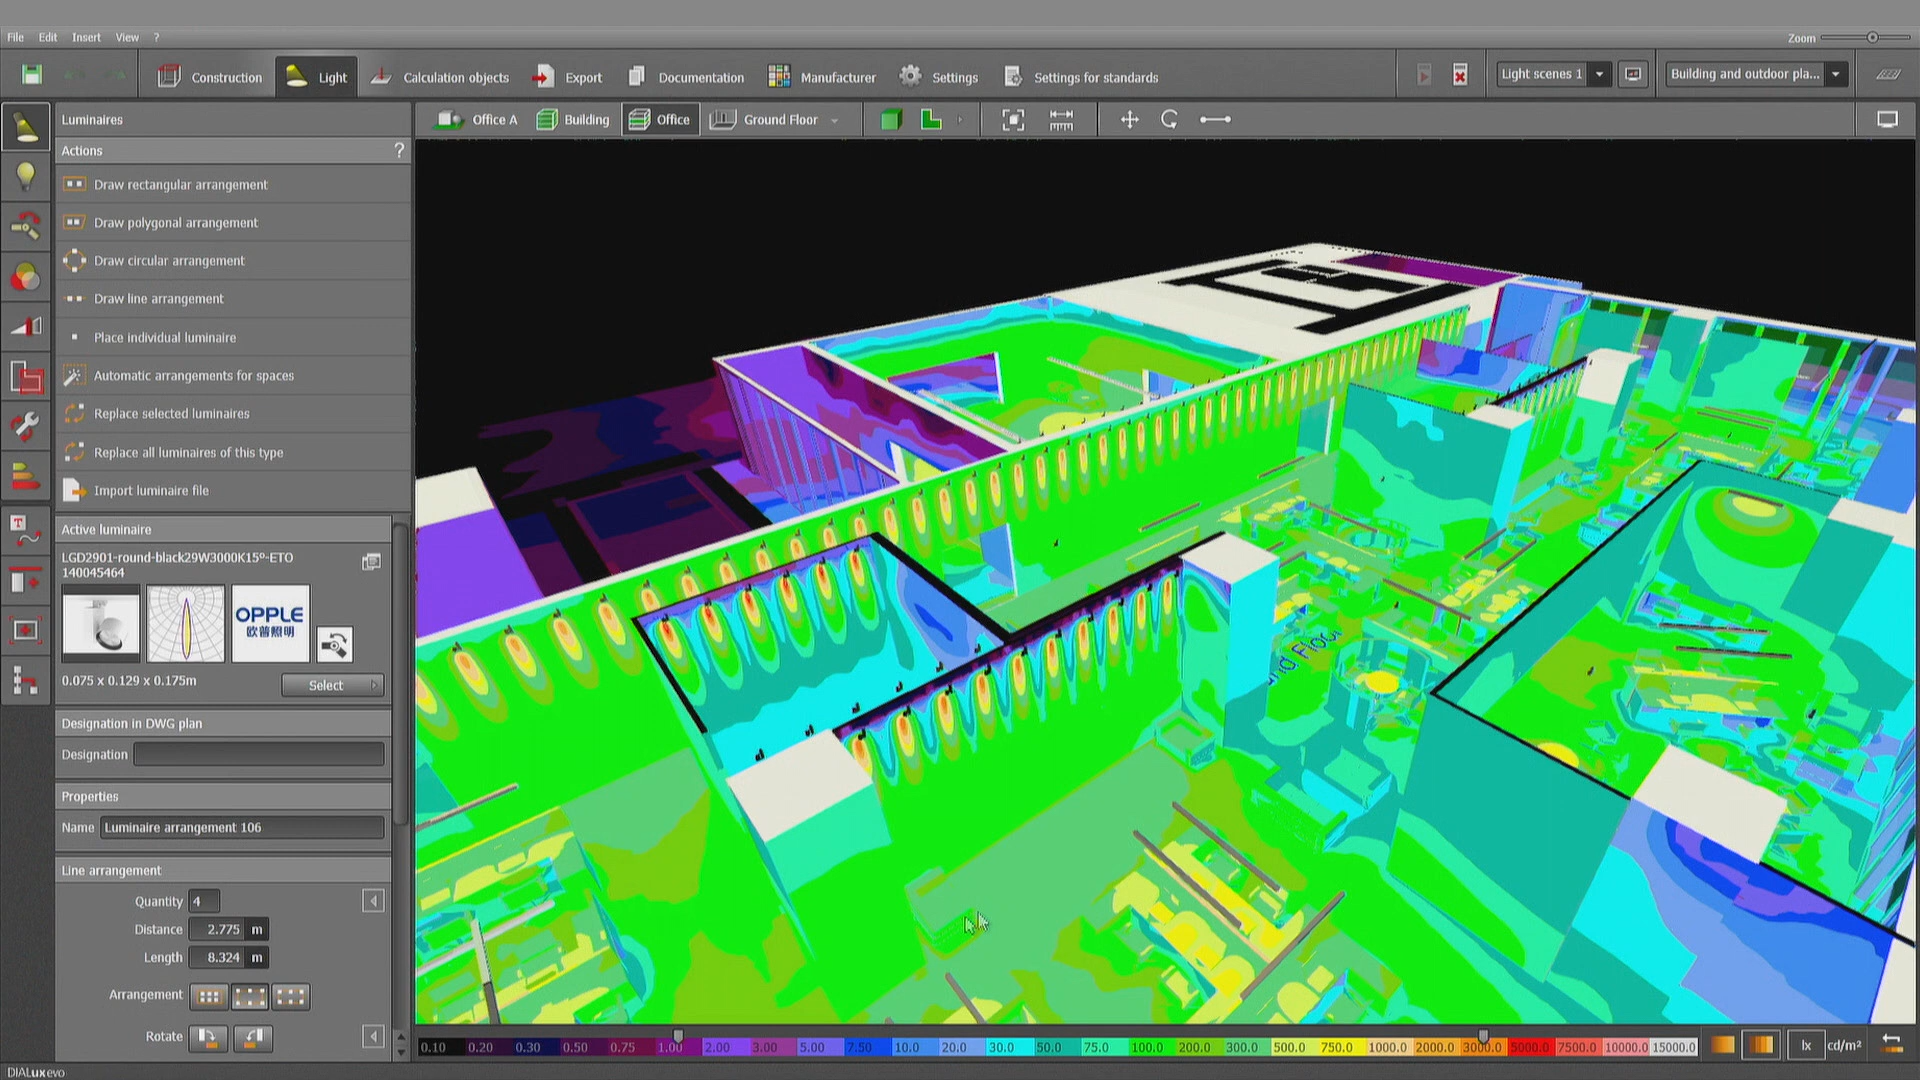 File Edit Insert View ?
Zoom
Construction Light Calculation objects Export Documentation Manufacturer Settings Settings for standards
Light scenes 1
Building and outdoor pla...
Luminaires
Office A Building Office Ground Floor
Actions ?
Draw rectangular arrangement
Draw polygonal arrangement
Draw circular arrangement
Draw line arrangement
Place individual luminaire
Automatic arrangements for spaces
Replace selected luminaires
Replace all luminaires of this type
Import luminaire file
Active luminaire
LGD2901-round-black29W3000K15º-ETO
140045464
OPPLE
欧普照明
0.075 x 0.129 x 0.175m
Select
Designation in DWG plan
Designation
Properties
Name Luminaire arrangement 106
Line arrangement
Quantity 4
Distance 2.775 m
Length 8.324 m
Arrangement
Rotate
0.10 0.20 0.30 0.50 0.75 1.00 2.00 3.00 5.00 7.50 10.0 20.0 30.0 50.0 75.0 100.0 200.0 300.0 500.0 750.0 1000.0 2000.0 3000.0 5000.0 7500.0 10000.0 15000.0
lx cd/m²
DIALux evo